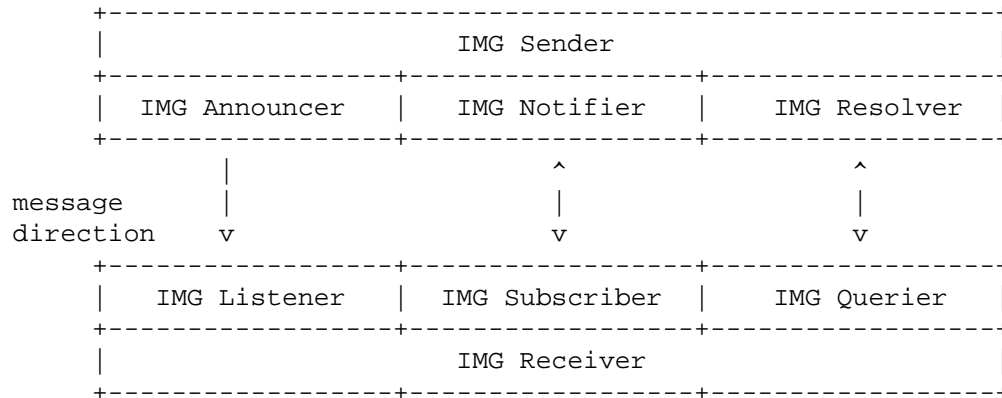 IMG Sender
IMG Announcer IMG Notifier IMG Resolver
message
direction
IMG Listener IMG Subscriber IMG Querier
IMG Receiver